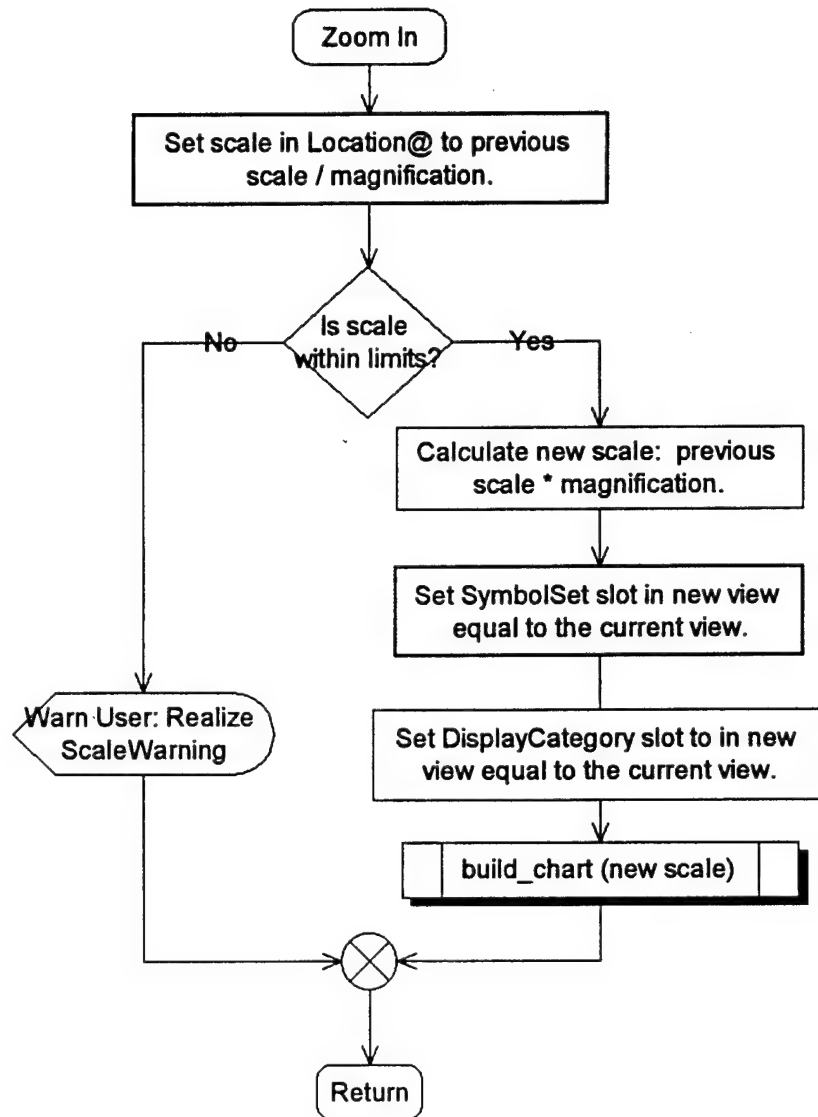 Zoom In
Set scale in Location@ to previous
scale / magnification.
Is scale
within limits?
No
Yes
Calculate new scale: previous
scale * magnification.
Set SymbolSet slot in new view
equal to the current view.
Warn User: Realize
ScaleWarning
Set DisplayCategory slot to in new
view equal to the current view.
build_chart (new scale)
Return